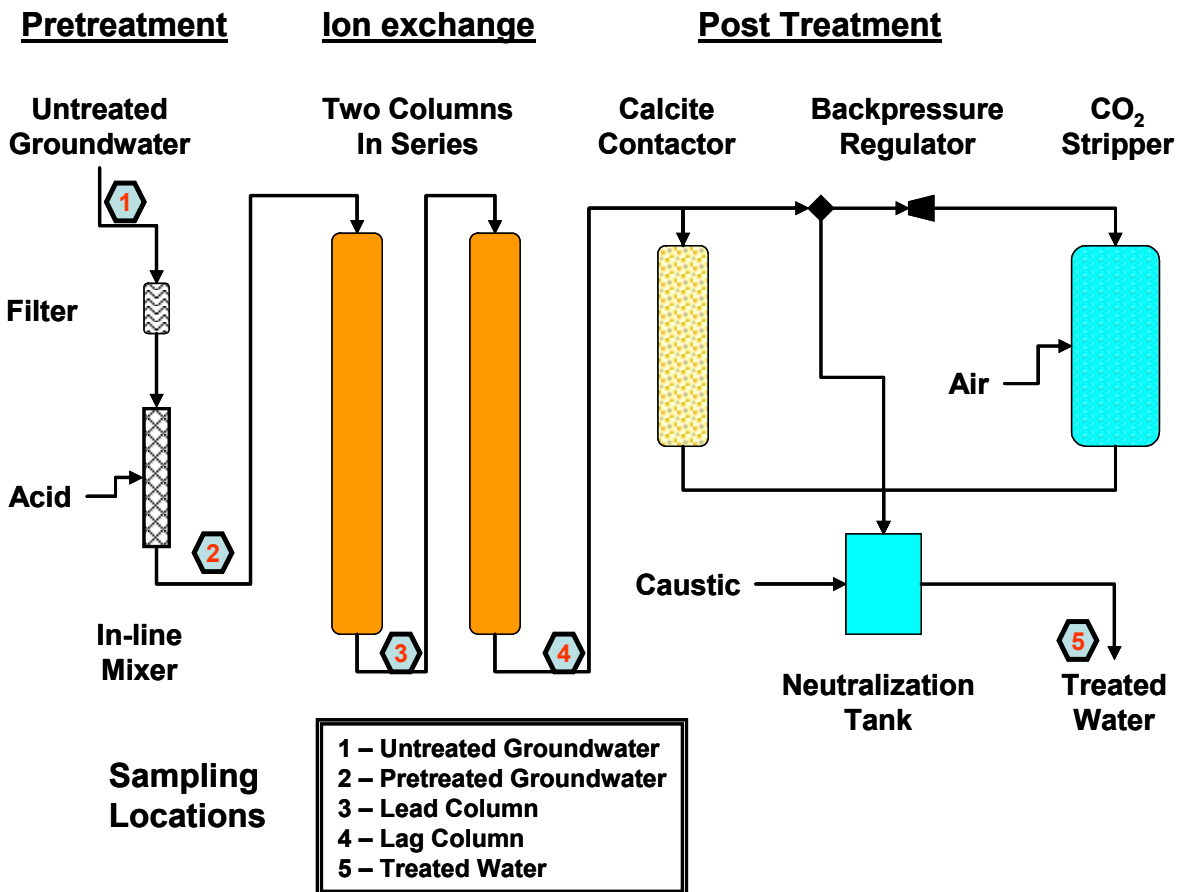 Pretreatment
Ion exchange
Post Treatment
Untreated
Groundwater
Two Columns
In Series
Calcite
Contactor
Backpressure
Regulator
CO₂
Stripper
1
Filter
Air
Acid
2
Caustic
In-line
Mixer
3
4
5
Neutralization
Tank
Treated
Water
Sampling
Locations
1 – Untreated Groundwater
2 – Pretreated Groundwater
3 – Lead Column
4 – Lag Column
5 – Treated Water